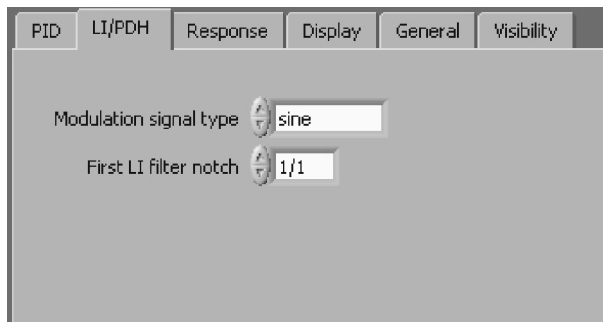 PID LI/PDH Response Display General Visibility
Modulation signal type sine
First LI filter notch 1/1